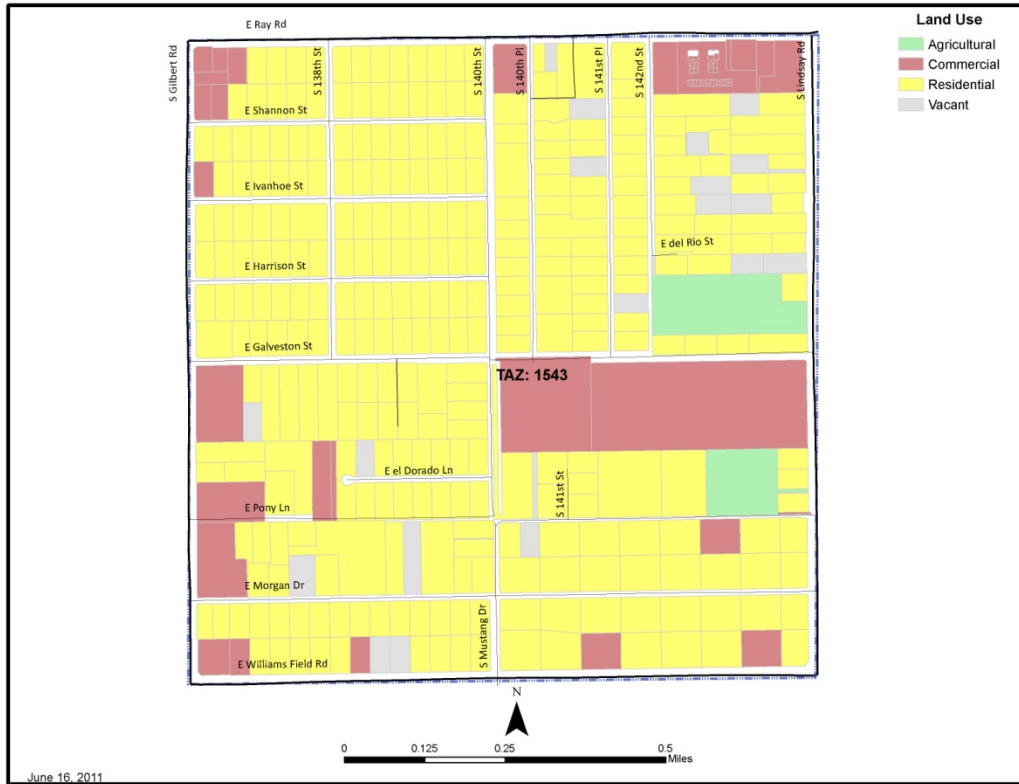 E Ray Rd
Land Use
Agricultural
Commercial
Residential
Vacant
S Gilbert Rd
S 138th St
S 140th St
S 140th Pl
S 141st Pl
S 142nd St
S Lindsay Rd
E Shannon St
E Ivanhoe St
E del Rio St
E Harrison St
E Galveston St
TAZ: 1543
E el Dorado Ln
S 141st St
E Pony Ln
E Morgan Dr
S Mustang Dr
E Williams Field Rd
N
0 0.125 0.25 0.5
Miles
June 16, 2011